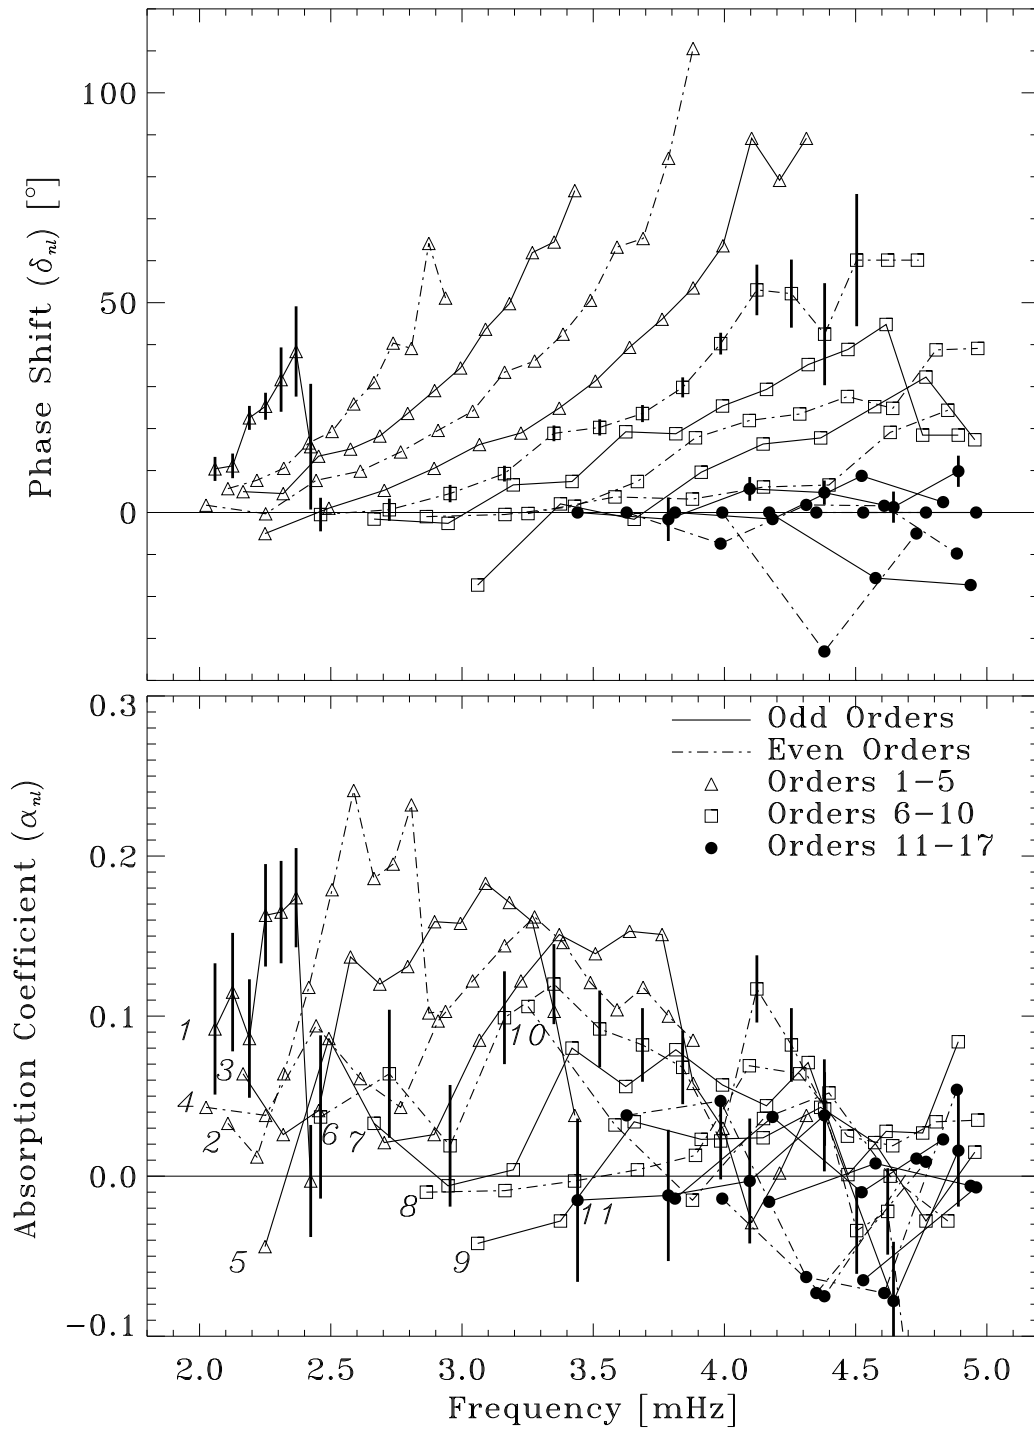 100
50
0
Phase Shift (δnl) [°]
0.3
0.2
0.1
0.0
−0.1
Absorption Coefficient (αnl)
Odd Orders
Even Orders
Orders 1−5
Orders 6−10
Orders 11−17
1
3
4
2
5
6
7
8
9
10
11
2.0 2.5 3.0 3.5 4.0 4.5 5.0
Frequency [mHz]